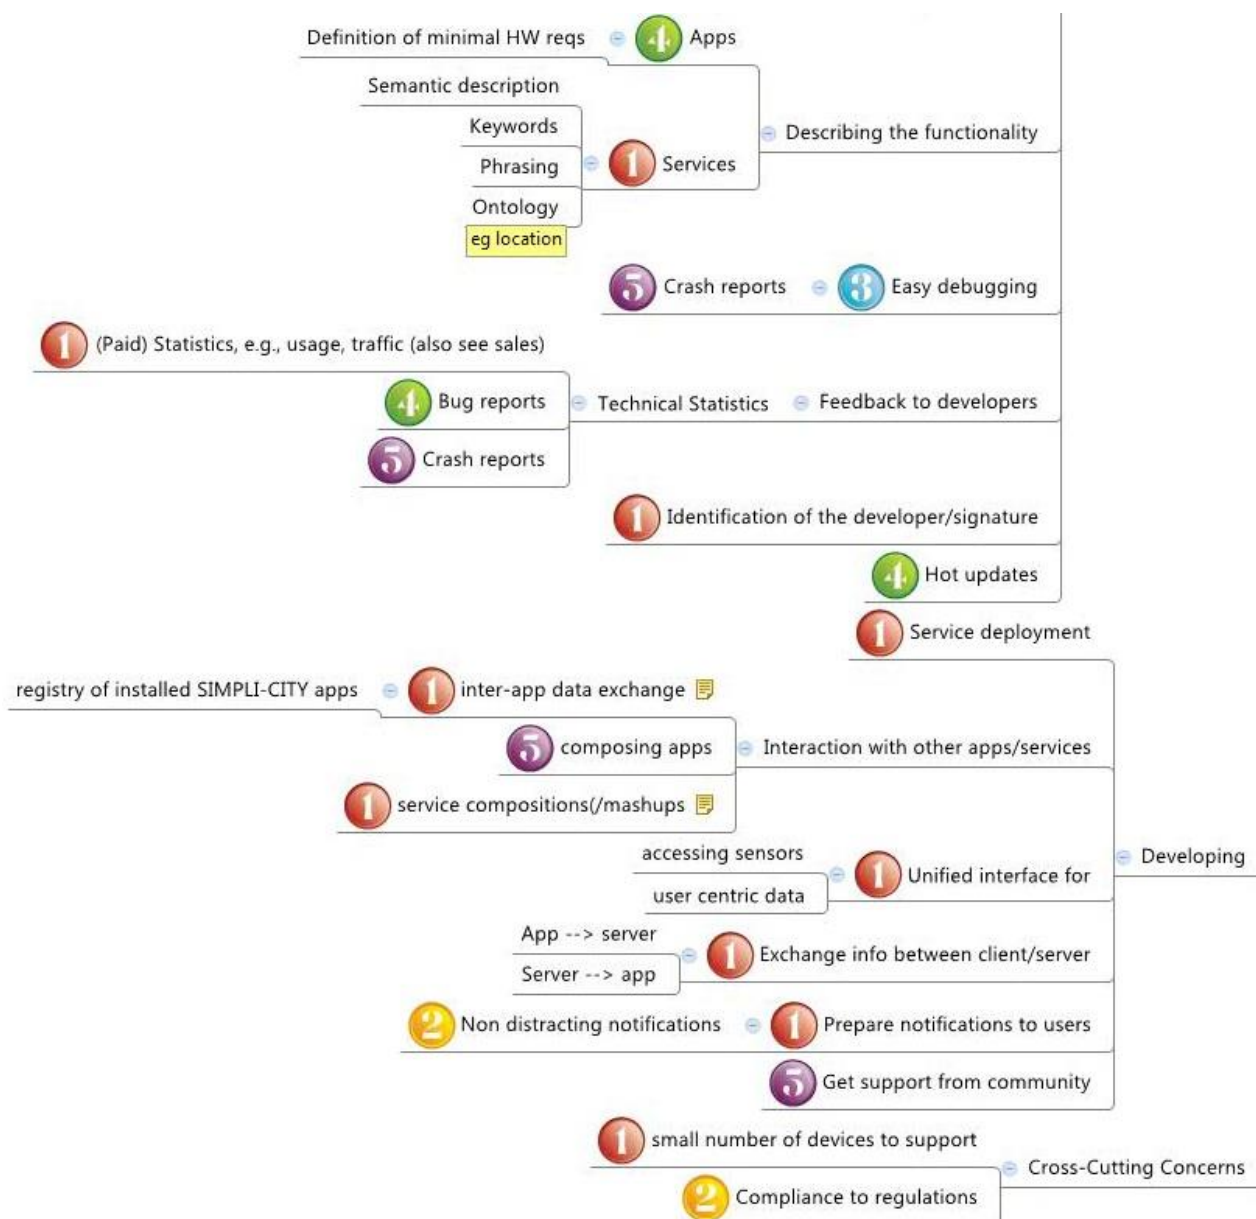 Definition of minimal HW reqs 4 Apps
Semantic description
Keywords
Describing the functionality
Phrasing
1 Services
Ontology
eg location
5 Crash reports 3 Easy debugging
1 (Paid) Statistics, e.g., usage, traffic (also see sales)
4 Bug reports
Technical Statistics
Feedback to developers
5 Crash reports
1 Identification of the developer/signature
4 Hot updates
1 Service deployment
registry of installed SIMPLI-CITY apps 1 inter-app data exchange
5 composing apps
Interaction with other apps/services
1 service compositions(/mashups
accessing sensors
user centric data
1 Unified interface for
Developing
App --> server
Server --> app
1 Exchange info between client/server
2 Non distracting notifications 1 Prepare notifications to users
5 Get support from community
1 small number of devices to support
Cross-Cutting Concerns
2 Compliance to regulations